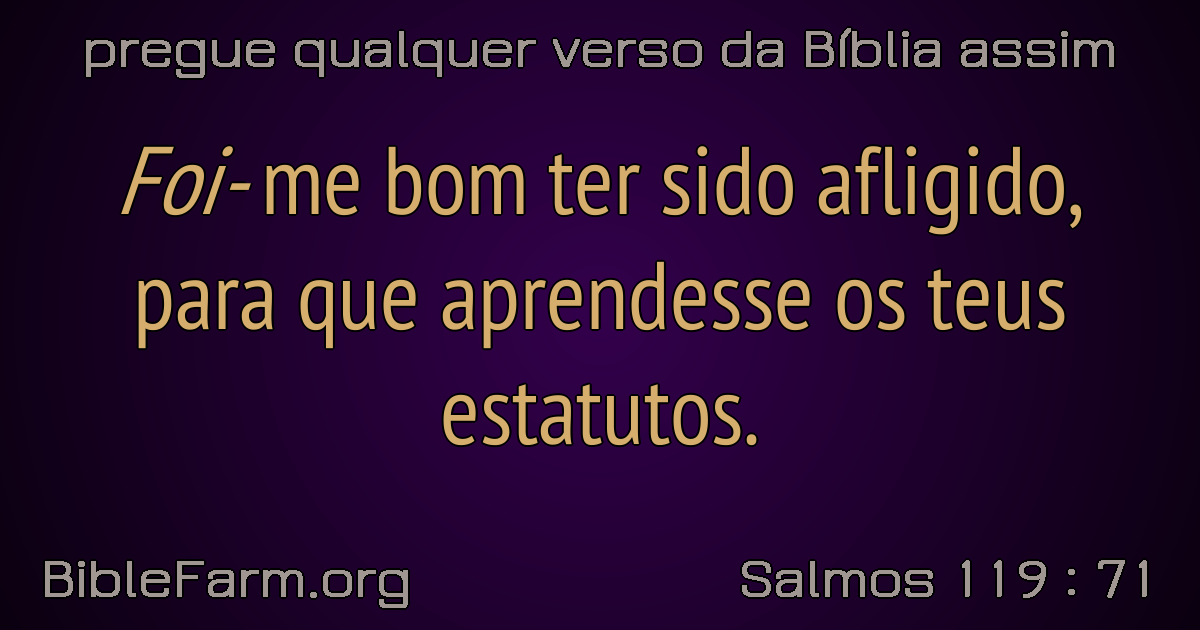 pregue qualquer verso da Bíblia assim
Foi-me bom ter sido afligido,
para que aprendesse os teus
estatutos.
BibleFarm.org
Salmos 119 : 71